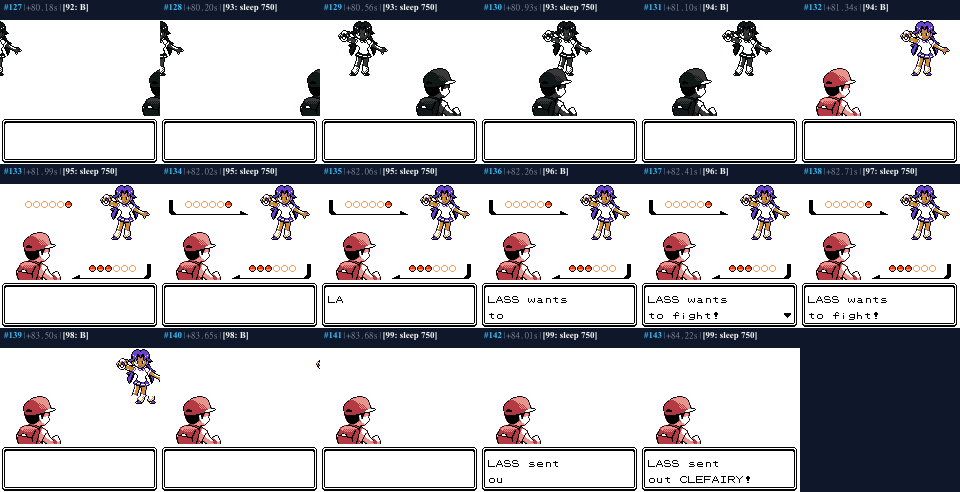 #127|+80.18s|[92: B]
#128|+80.20s|[93: sleep 750]
#129|+80.56s|[93: sleep 750]
#130|+80.93s|[93: sleep 750]
#131|+81.10s|[94: B]
#132|+81.34s|[94: B]
#133|+81.99s|[95: sleep 750]
#134|+82.02s|[95: sleep 750]
#135|+82.06s|[95: sleep 750]
#136|+82.26s|[96: B]
#137|+82.41s|[96: B]
#138|+82.71s|[97: sleep 750]
LA
LASS wants
to
LASS wants
to fight!
LASS wants
to fight!
#139|+83.50s|[98: B]
#140|+83.65s|[98: B]
#141|+83.68s|[99: sleep 750]
#142|+84.01s|[99: sleep 750]
#143|+84.22s|[99: sleep 750]
LASS sent
ou
LASS sent
out CLEFAIRY!